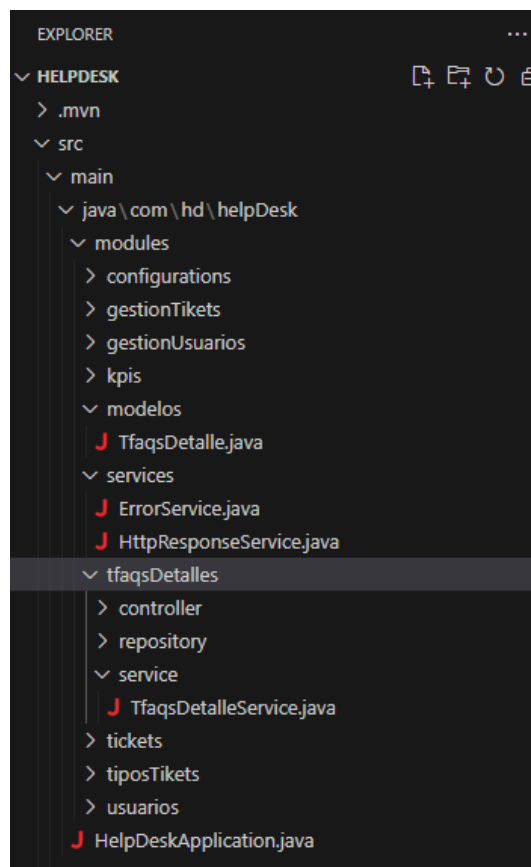 EXPLORER
HELPDESK
.mvn
src
main
java\com\hd\helpDesk
modules
configurations
gestionTikets
gestionUsuarios
kpis
modelos
J TfaqsDetalle.java
services
J ErrorService.java
J HttpResponseService.java
tfaqsDetalles
controller
repository
service
J TfaqsDetalleService.java
tickets
tiposTikets
usuarios
J HelpDeskApplication.java